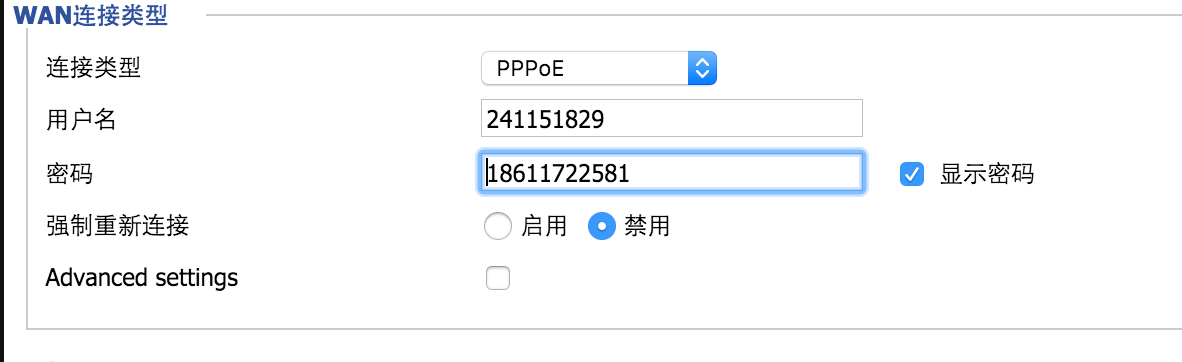 WAN连接类型
连接类型 PPPoE
用户名 241151829
密码 18611722581 显示密码
强制重新连接 启用 禁用
Advanced settings